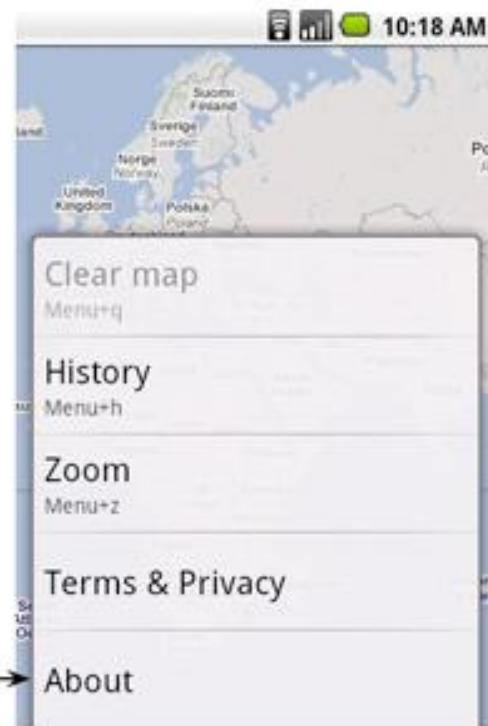 10:18 AM
Suomi
Finland
Sverige
Sweden
Norge
Norway
United
Kingdom
Polska
Poland
Clear map
Menu+q
History
Menu+h
Zoom
Menu+z
Terms & Privacy
About